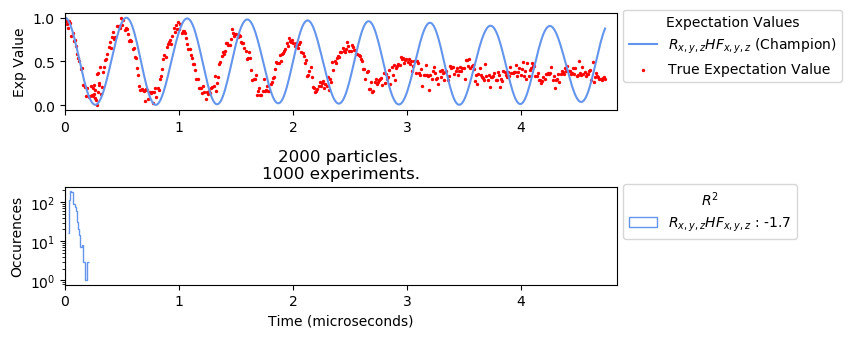 Exp Value
1.0
0.5
0.0
0 1 2 3 4
Expectation Values
R_{x,y,z}HF_{x,y,z} (Champion)
True Expectation Value
2000 particles.
1000 experiments.
Occurences
10^2
10^1
10^0
0 1 2 3 4
Time (microseconds)
R^2
R_{x,y,z}HF_{x,y,z} : -1.7